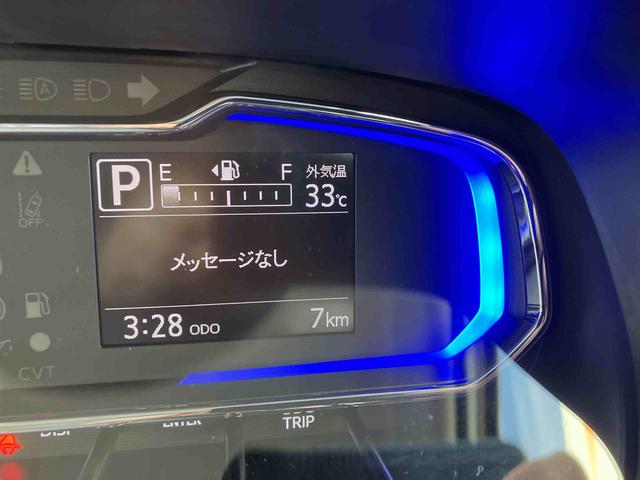 P E F 外気温
33℃
メッセージなし
3:28 ODO 7km
OFF
CVT
DISP ENTER TRIP